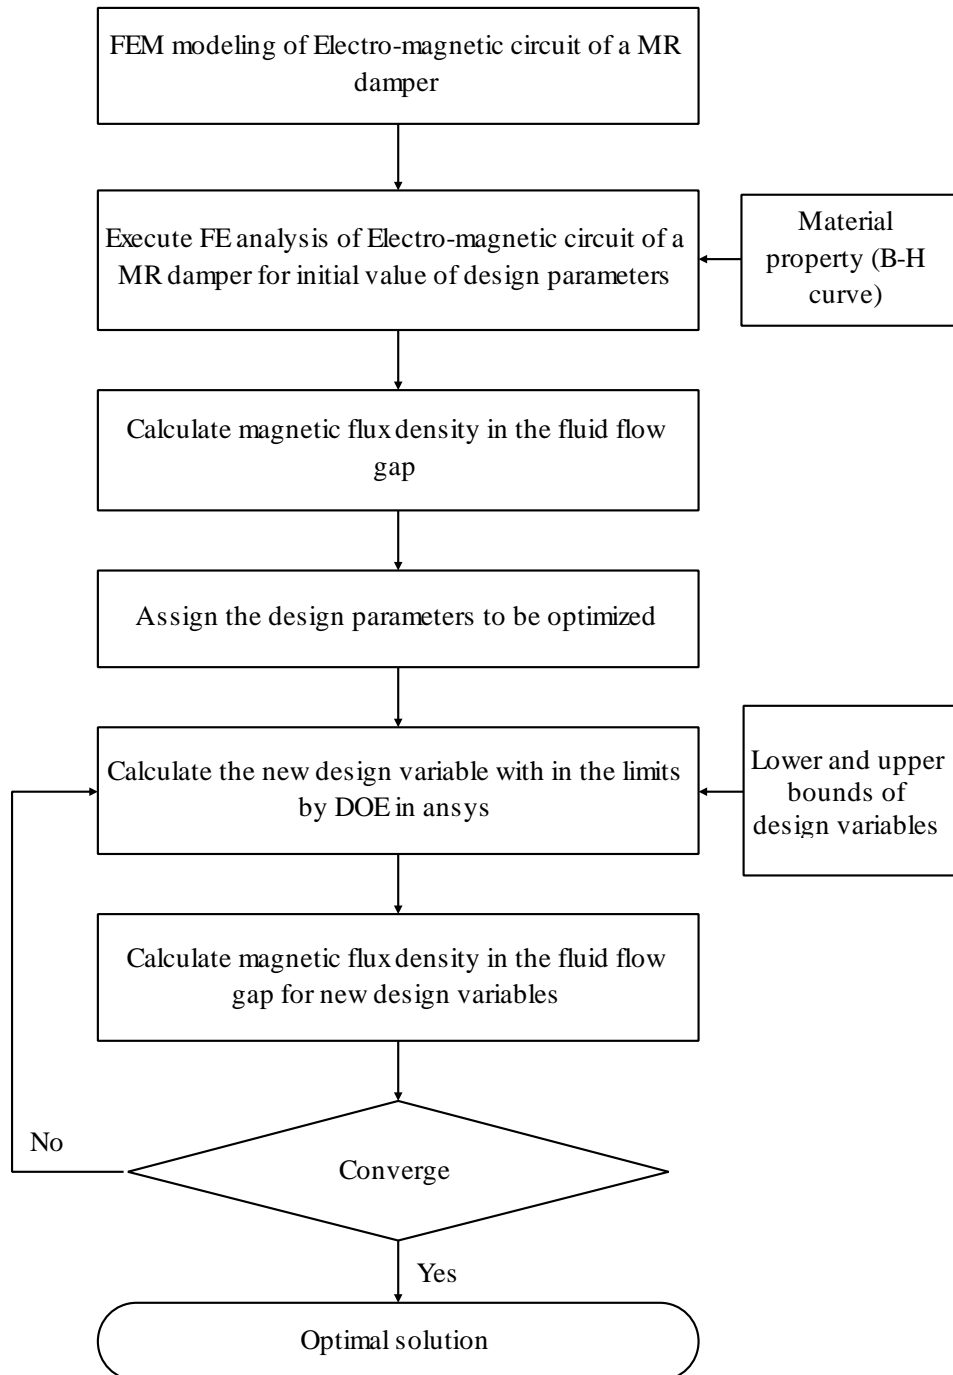 FEM modeling of Electro-magnetic circuit of a MR
damper
Execute FE analysis of Electro-magnetic circuit of a
MR damper for initial value of design parameters
Material
property (B-H
curve)
Calculate magnetic flux density in the fluid flow
gap
Assign the design parameters to be optimized
Calculate the new design variable with in the limits
by DOE in ansys
Lower and upper
bounds of
design variables
Calculate magnetic flux density in the fluid flow
gap for new design variables
Converge
No
Yes
Optimal solution